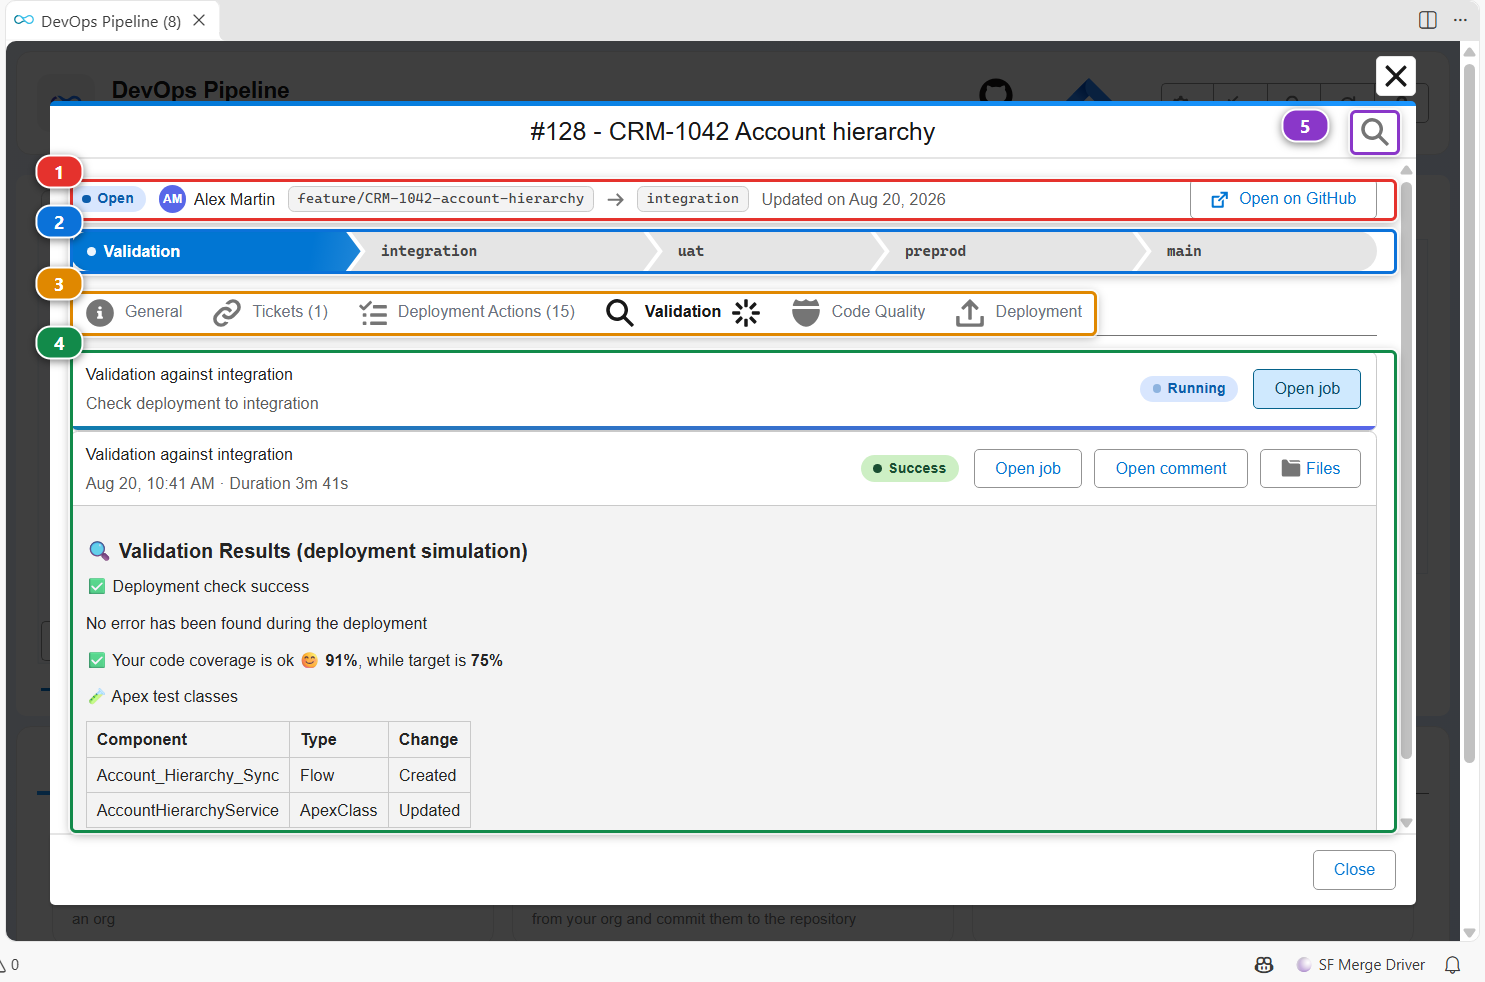 DevOps Pipeline (8)
DevOps Pipeline
#128 - CRM-1042 Account hierarchy
5
1
Open AM Alex Martin feature/CRM-1042-account-hierarchy → integration Updated on Aug 20, 2026 Open on GitHub
2
Validation integration uat preprod main
3
General Tickets (1) Deployment Actions (15) Validation Code Quality Deployment
4
Validation against integration
Check deployment to integration
Running Open job
Validation against integration
Aug 20, 10:41 AM · Duration 3m 41s
Success Open job Open comment Files
Validation Results (deployment simulation)
Deployment check success
No error has been found during the deployment
Your code coverage is ok 😊 91%, while target is 75%
Apex test classes
Component Type Change
Account_Hierarchy_Sync Flow Created
AccountHierarchyService ApexClass Updated
Close
an org
from your org and commit them to the repository
0
SF Merge Driver